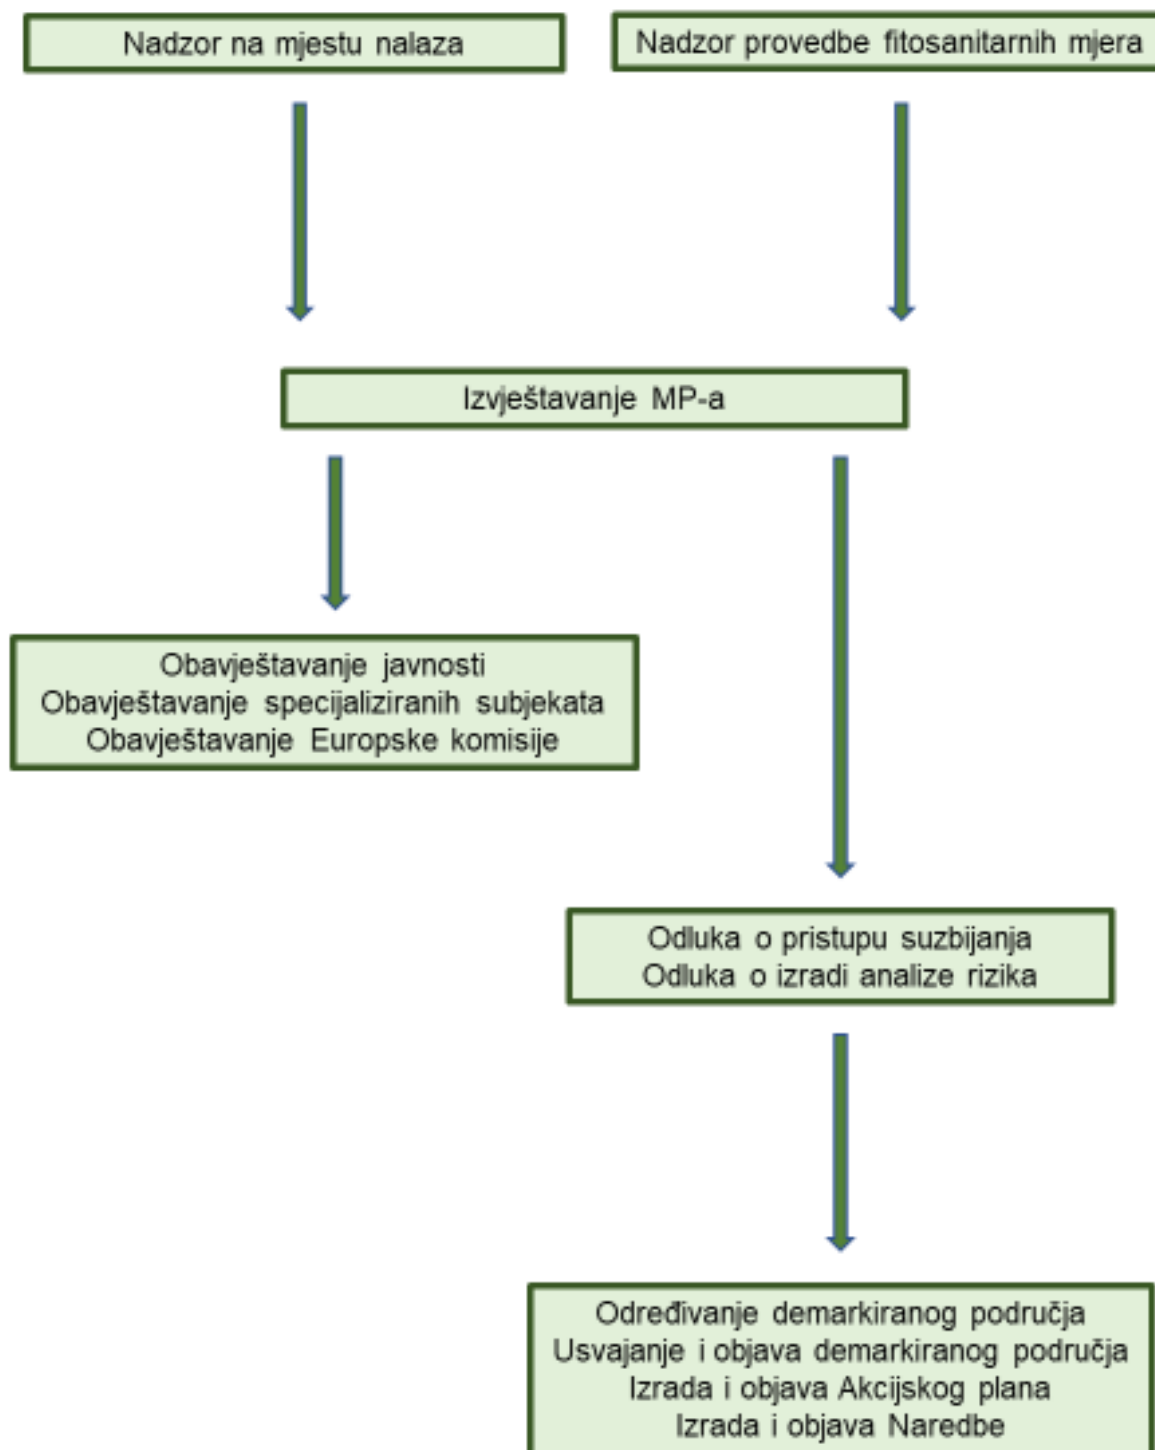 Nadzor na mjestu nalaza
Nadzor provedbe fitosanitarnih mjera
Izvještavanje MP-a
Obavještavanje javnosti
Obavještavanje specijaliziranih subjekata
Obavještavanje Europske komisije
Odluka o pristupu suzbijanja
Odluka o izradi analize rizika
Određivanje demarkiranog područja
Usvajanje i objava demarkiranog područja
Izrada i objava Akcijskog plana
Izrada i objava Naredbe